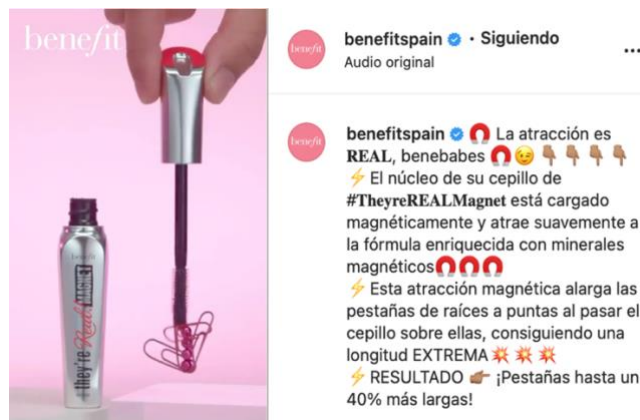 benefit
benefit
#they're Real! MAGNET
benefit
benefitspain • Siguiendo
Audio original
...
benefit
benefitspain 🧲 La atracción es
REAL, benebabes 🧲😉👇🏽👇🏽👇🏽👇🏽
⚡ El núcleo de su cepillo de
#TheyreREALMagnet está cargado
magnéticamente y atrae suavemente a
la fórmula enriquecida con minerales
magnéticos🧲🧲🧲
⚡ Esta atracción magnética alarga las
pestañas de raíces a puntas al pasar el
cepillo sobre ellas, consiguiendo una
longitud EXTREMA💥💥💥
⚡ RESULTADO 👉🏽 ¡Pestañas hasta un
40% más largas!